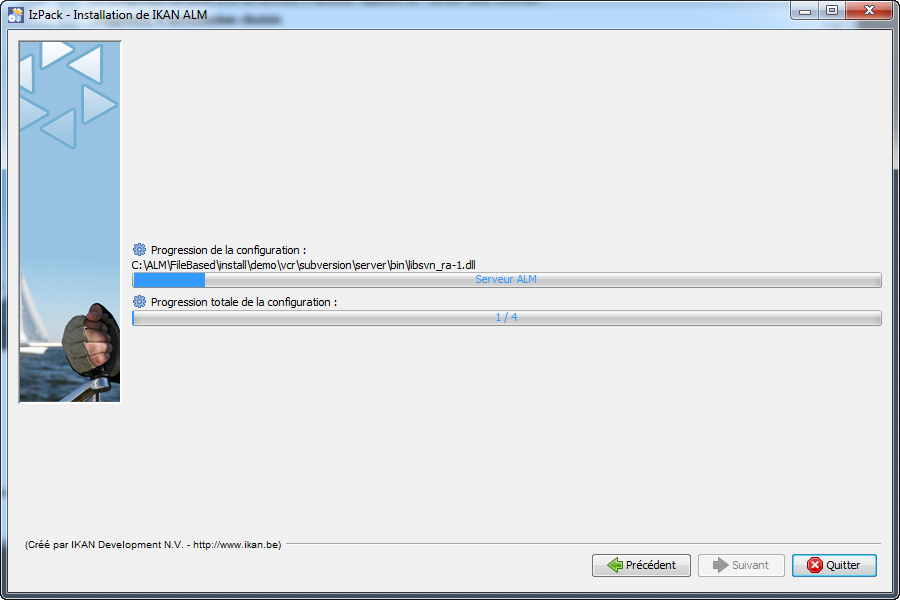 IzPack - Installation de IKAN ALM
Progression de la configuration :
C:\ALM\FileBased\install\demo\vcr\subversion\server\bin\libsvn_ra-1.dll
Serveur ALM
Progression totale de la configuration :
1 / 4
(Créé par IKAN Development N.V. - http://www.ikan.be)
Précédent
Suivant
Quitter